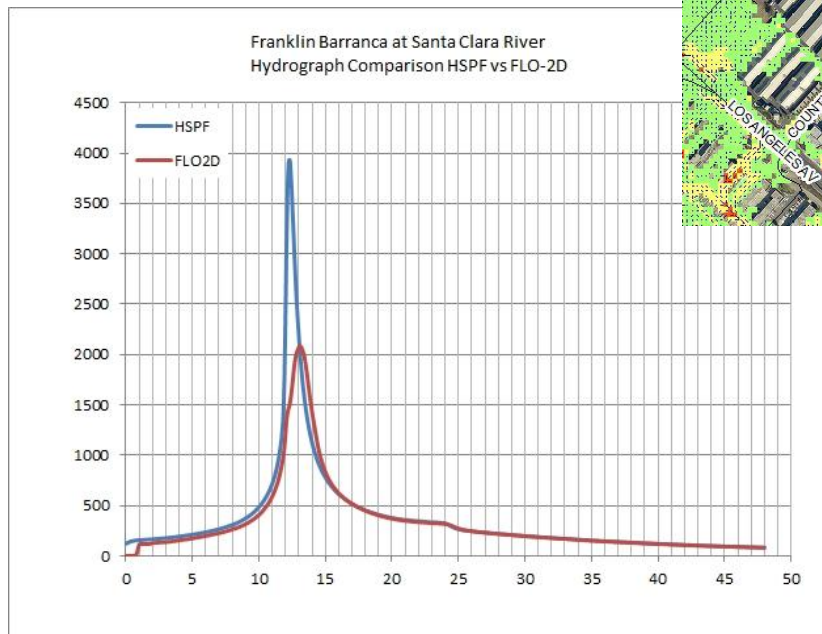 Franklin Barranca at Santa Clara River
Hydrograph Comparison HSPF vs FLO-2D
4500
4000
3500
3000
2500
2000
1500
1000
500
0
HSPF
FLO2D
0 5 10 15 20 25 30 35 40 45 50
LOS ANGELES AV
COUNT